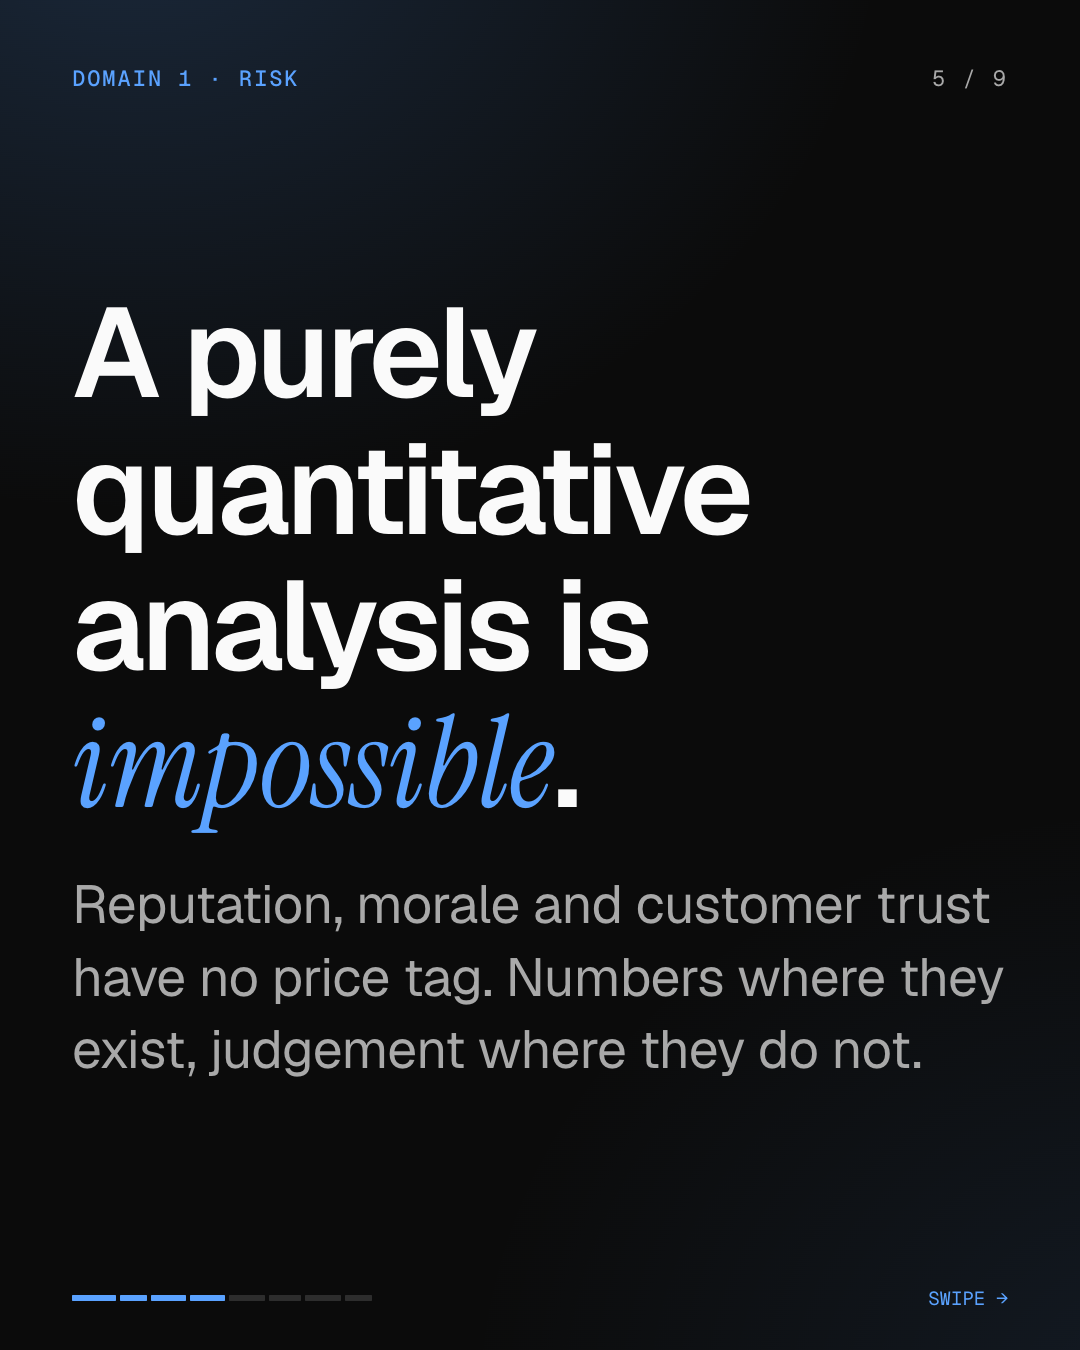 DOMAIN 1 · RISK
5 / 9
A purely
quantitative
analysis is
impossible.
Reputation, morale and customer trust
have no price tag. Numbers where they
exist, judgement where they do not.
SWIPE →